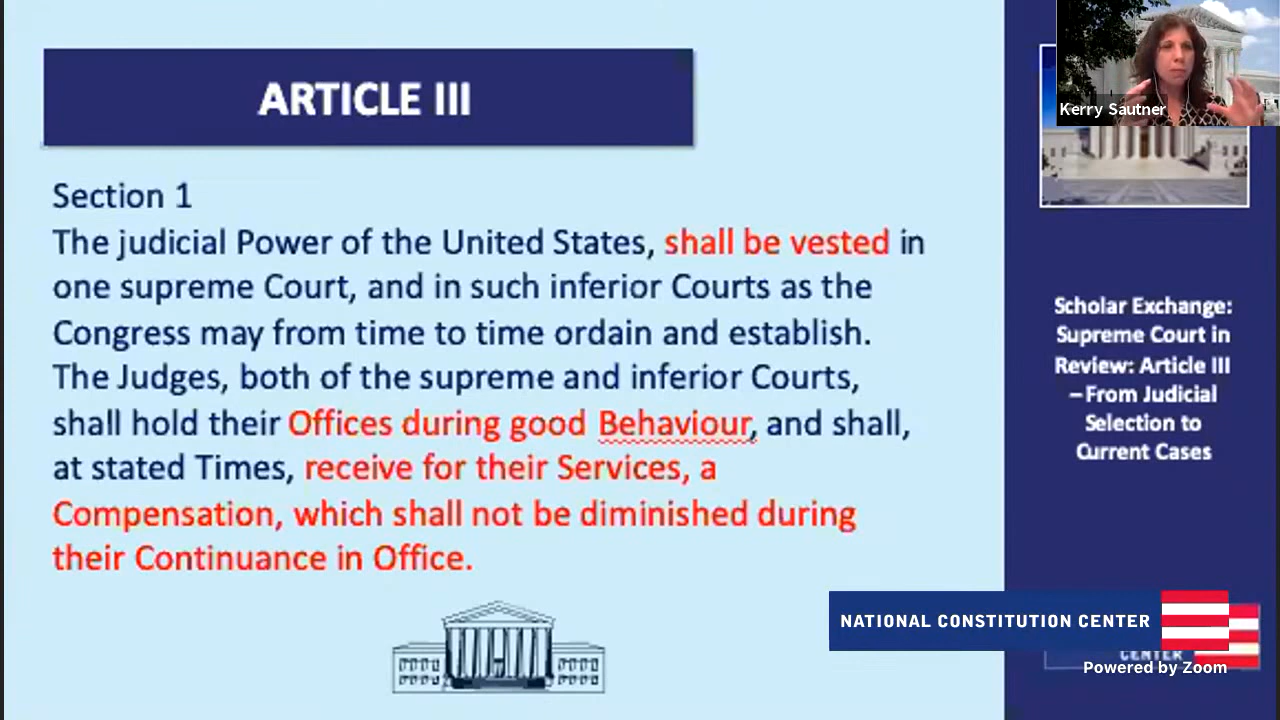 ARTICLE III
Section 1
The judicial Power of the United States, shall be vested in
one supreme Court, and in such inferior Courts as the
Congress may from time to time ordain and establish.
The Judges, both of the supreme and inferior Courts,
shall hold their Offices during good Behaviour, and shall,
at stated Times, receive for their Services, a
Compensation, which shall not be diminished during
their Continuance in Office.
Kerry Sautner
Scholar Exchange:
Supreme Court in
Review: Article III
– From Judicial
Selection to
Current Cases
NATIONAL CONSTITUTION CENTER
CENTER
Powered by Zoom